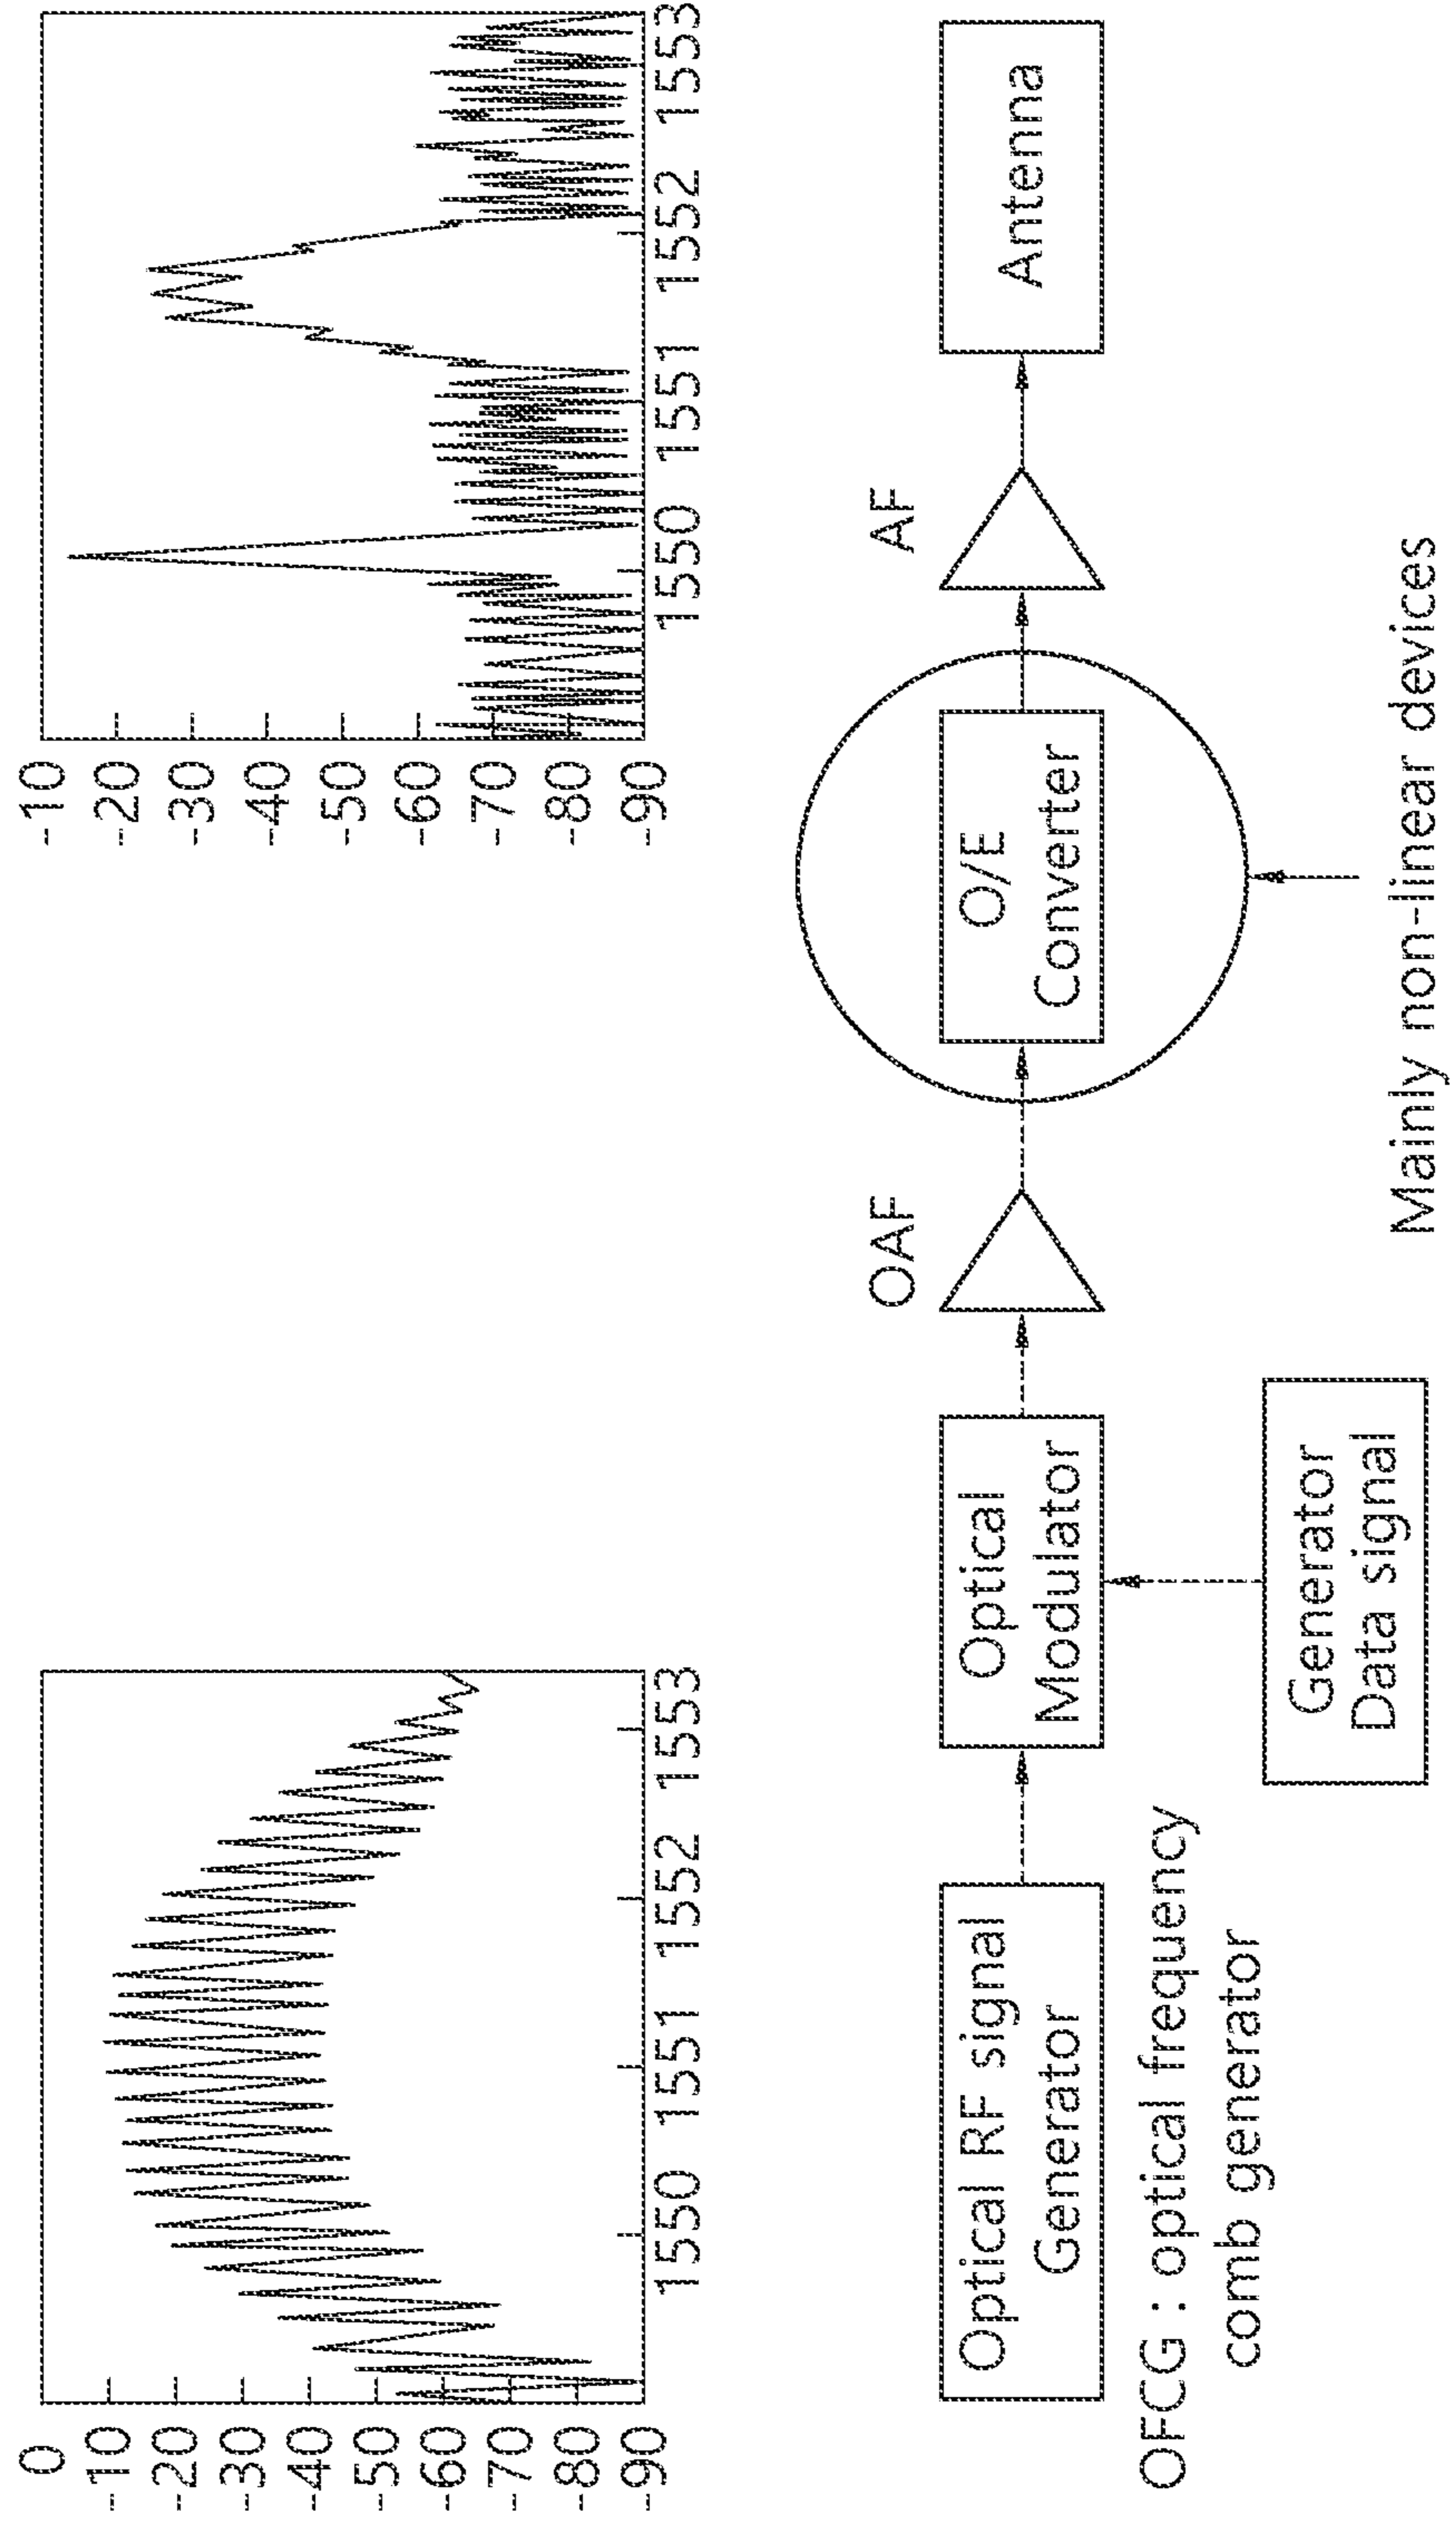 0
-10
-20
-30
-40
-50
-60
-70
-80
-90
1550
1551
1552
1553
-10
-20
-30
-40
-50
-60
-70
-80
-90
1550
1551
1552
1553
Optical RF signal
Generator
OFCG : optical frequency
comb generator
Optical
Modulator
Generator
Data signal
OAF
O/E
Converter
Mainly non-linear devices
AF
Antenna